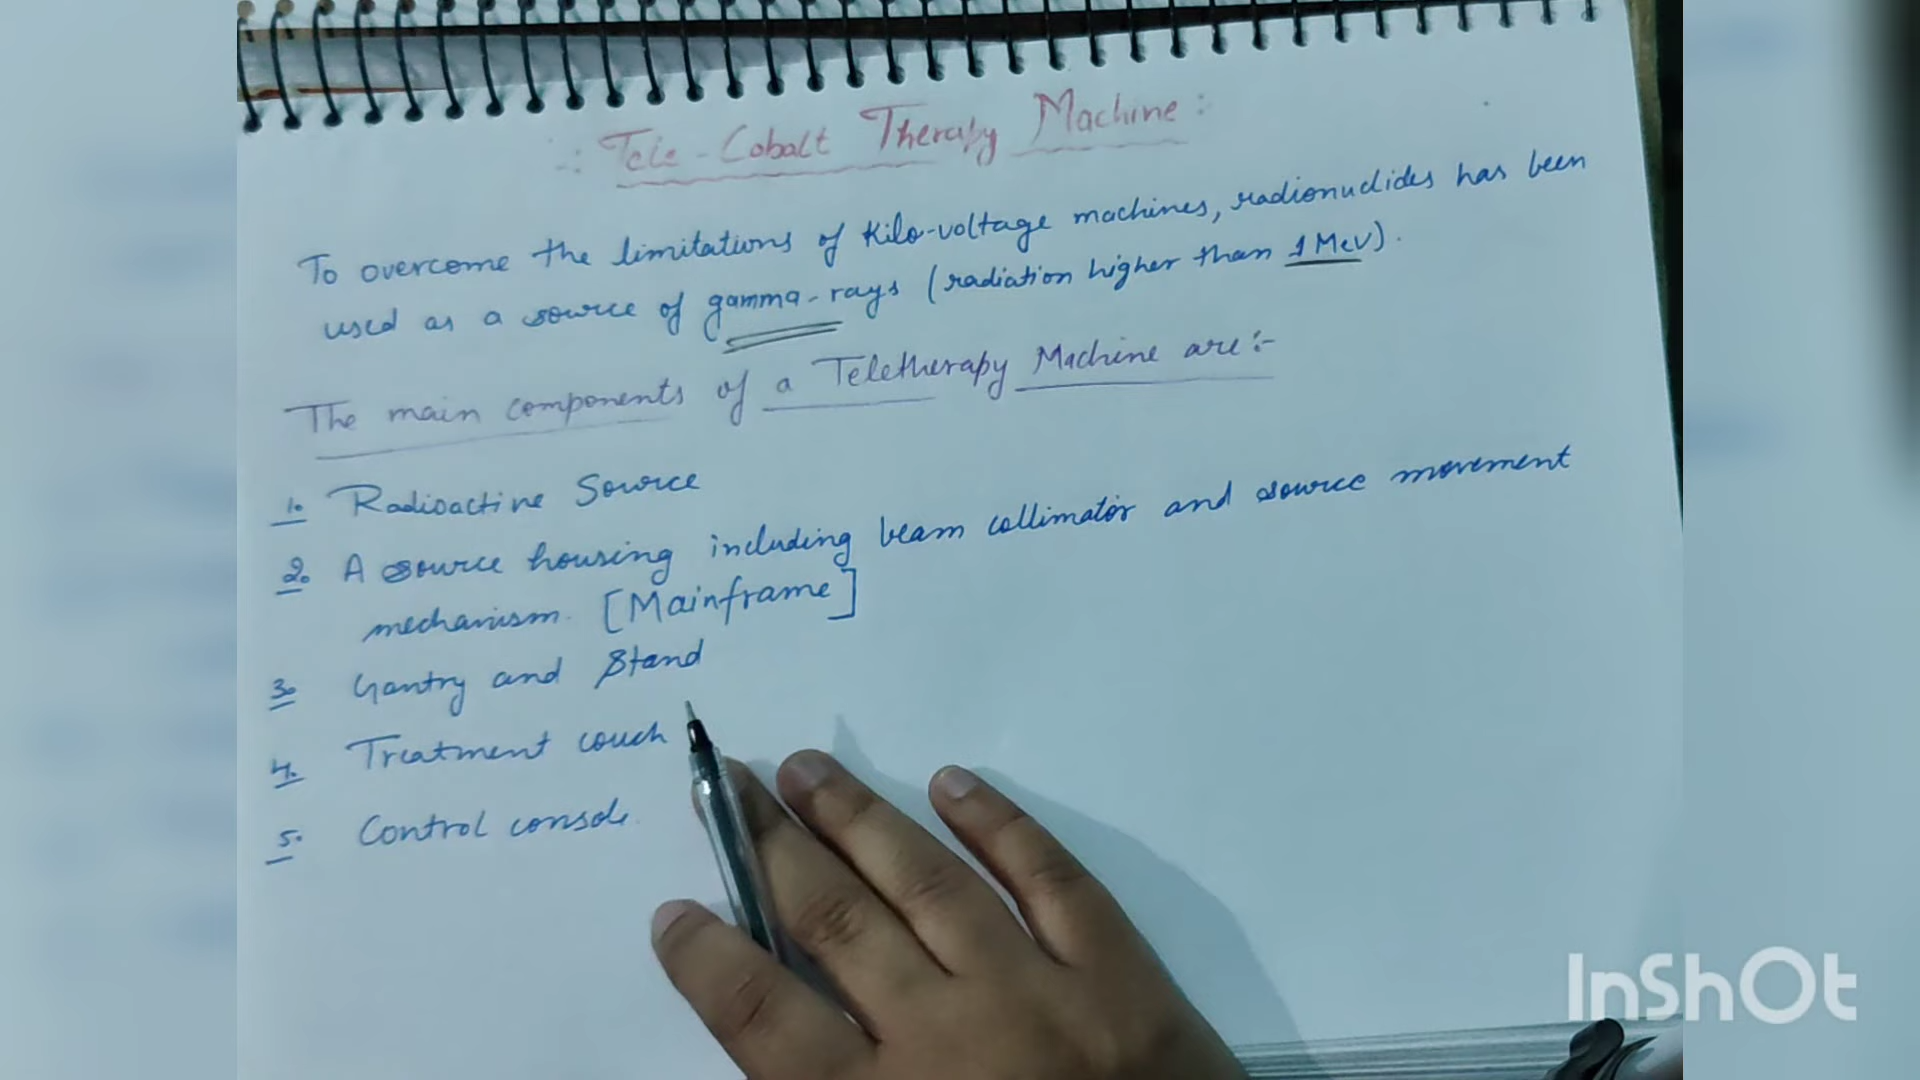 :- Tele-Cobalt Therapy Machine :
To overcome the limitations of Kilo-voltage machines, radionuclides has been
used as a source of gamma-rays (radiation higher than 1 MeV).
The main components of a Teletherapy Machine are:-
1. Radioactive Source
2. A source housing including beam collimator and source movement
mechanism. [Mainframe]
3. Gantry and Stand
4. Treatment couch
5. Control console.
InShOt